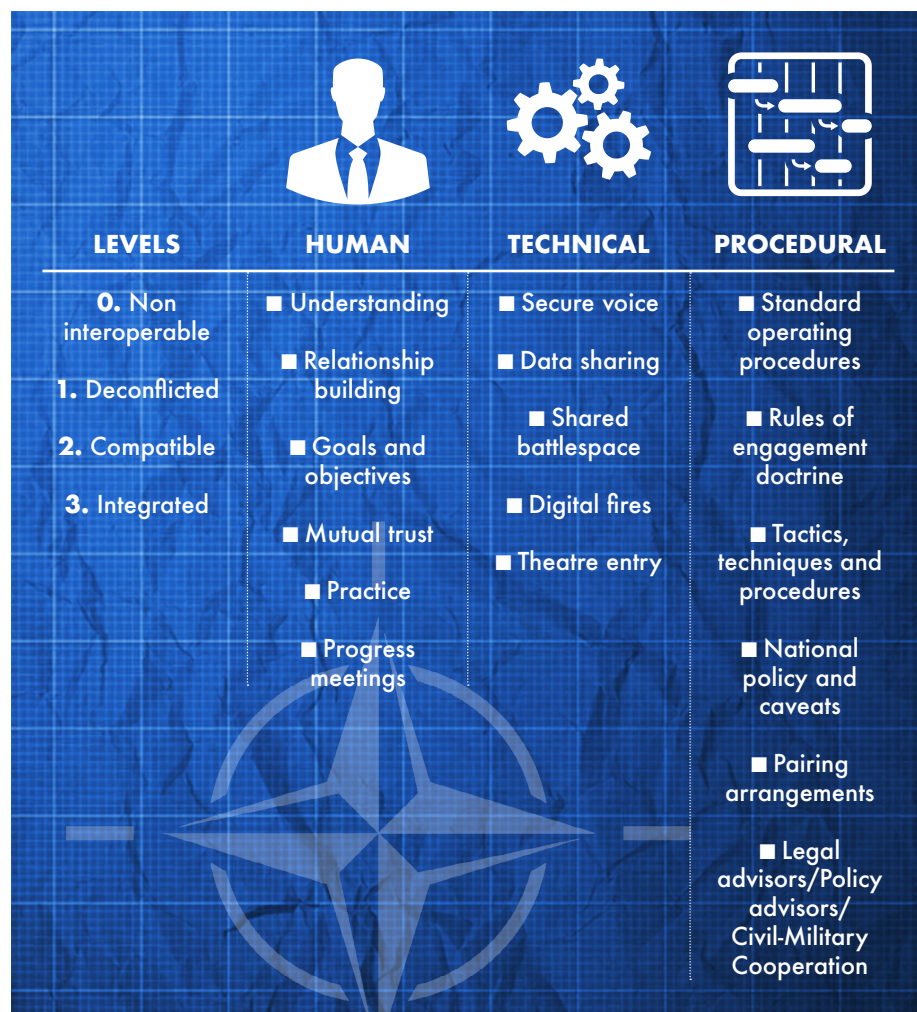 LEVELS
0. Non
interoperable
1. Deconflicted
2. Compatible
3. Integrated
HUMAN
■ Understanding
■ Relationship
building
■ Goals and
objectives
■ Mutual trust
■ Practice
■ Progress
meetings
TECHNICAL
■ Secure voice
■ Data sharing
■ Shared
battlespace
■ Digital fires
■ Theatre entry
PROCEDURAL
■ Standard
operating
procedures
■ Rules of
engagement
doctrine
■ Tactics,
techniques and
procedures
■ National
policy and
caveats
■ Pairing
arrangements
■ Legal
advisors/Policy
advisors/
Civil-Military
Cooperation